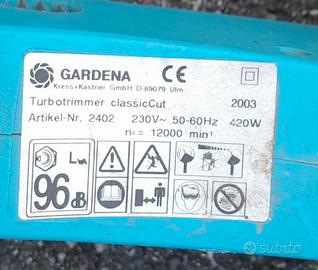 GARDENA CE
Kress+Kastner GmbH D-89079 Ulm
Turbotrimmer classicCut 2003
Artikel-Nr. 2402 230V~ 50-60Hz 420W
n₀ = 12000 min⁻¹
LWA
96 dB
subito